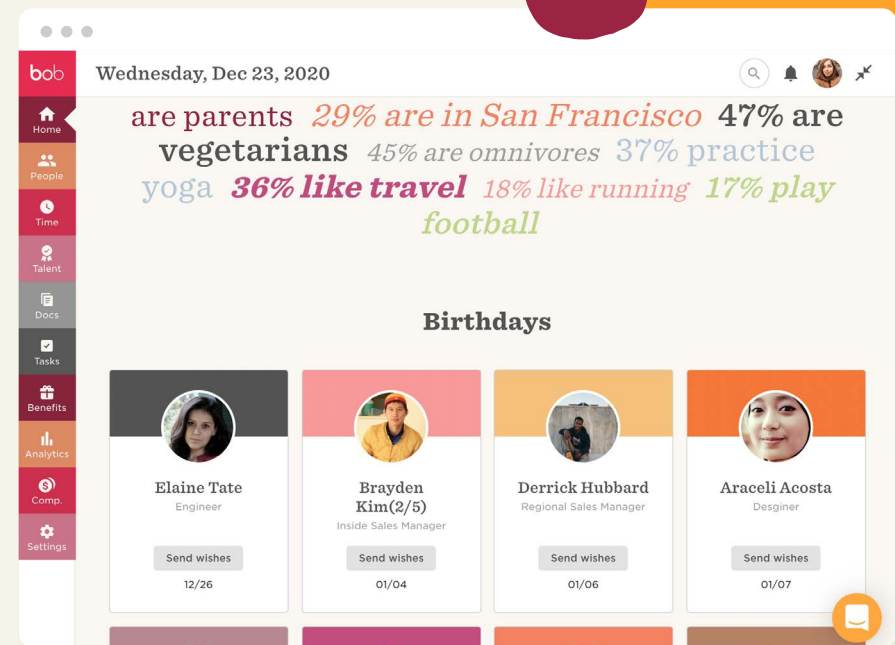 bob
Wednesday, Dec 23, 2020
Home
People
Time
Talent
Docs
Tasks
Benefits
Analytics
Comp.
Settings
are parents 29% are in San Francisco 47% are
vegetarians 45% are omnivores 37% practice
yoga 36% like travel 18% like running 17% play
football
Birthdays
Elaine Tate
Engineer
Send wishes
12/26
Brayden
Kim(2/5)
Inside Sales Manager
Send wishes
01/04
Derrick Hubbard
Regional Sales Manager
Send wishes
01/06
Araceli Acosta
Desginer
Send wishes
01/07